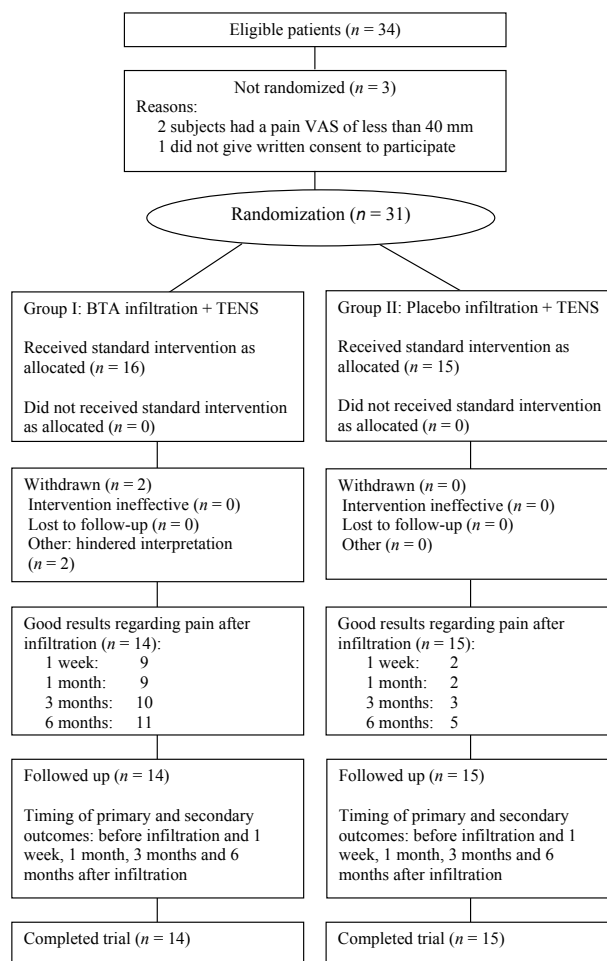 Eligible patients (n = 34)
Not randomized (n = 3)
Reasons:
2 subjects had a pain VAS of less than 40 mm
1 did not give written consent to participate
Randomization (n = 31)
Group I: BTA infiltration + TENS
Received standard intervention as
allocated (n = 16)
Did not received standard intervention
as allocated (n = 0)
Withdrawn (n = 2)
Intervention ineffective (n = 0)
Lost to follow-up (n = 0)
Other: hindered interpretation
(n = 2)
Good results regarding pain after
infiltration (n = 14):
1 week: 9
1 month: 9
3 months: 10
6 months: 11
Followed up (n = 14)
Timing of primary and secondary
outcomes: before infiltration and 1
week, 1 month, 3 months and 6
months after infiltration
Completed trial (n = 14)
Group II: Placebo infiltration + TENS
Received standard intervention as
allocated (n = 15)
Did not received standard intervention
as allocated (n = 0)
Withdrawn (n = 0)
Intervention ineffective (n = 0)
Lost to follow-up (n = 0)
Other (n = 0)
Good results regarding pain after
infiltration (n = 15):
1 week: 2
1 month: 2
3 months: 3
6 months: 5
Followed up (n = 15)
Timing of primary and secondary
outcomes: before infiltration and 1
week, 1 month, 3 months and 6
months after infiltration
Completed trial (n = 15)